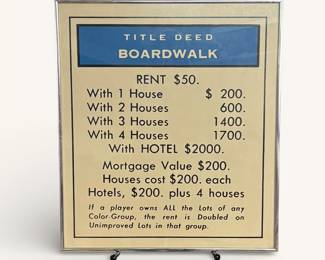 TITLE DEED
BOARDWALK
RENT $50.
With 1 House $ 200.
With 2 Houses 600.
With 3 Houses 1400.
With 4 Houses 1700.
With HOTEL $2000.
Mortgage Value $200.
Houses cost $200. each
Hotels, $200. plus 4 houses
If a player owns ALL the Lots of any
Color-Group, the rent is Doubled on
Unimproved Lots in that group.